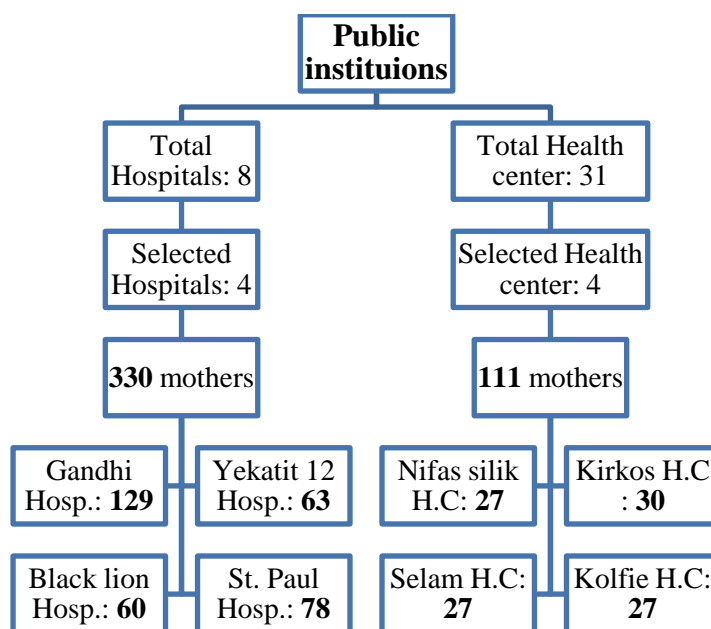 Public
instituions
Total
Hospitals: 8
Total Health
center: 31
Selected
Hospitals: 4
Selected Health
center: 4
330 mothers
111 mothers
Gandhi
Hosp.: 129
Yekatit 12
Hosp.: 63
Nifas silik
H.C: 27
Kirkos H.C
: 30
Black lion
Hosp.: 60
St. Paul
Hosp.: 78
Selam H.C:
27
Kolfie H.C:
27